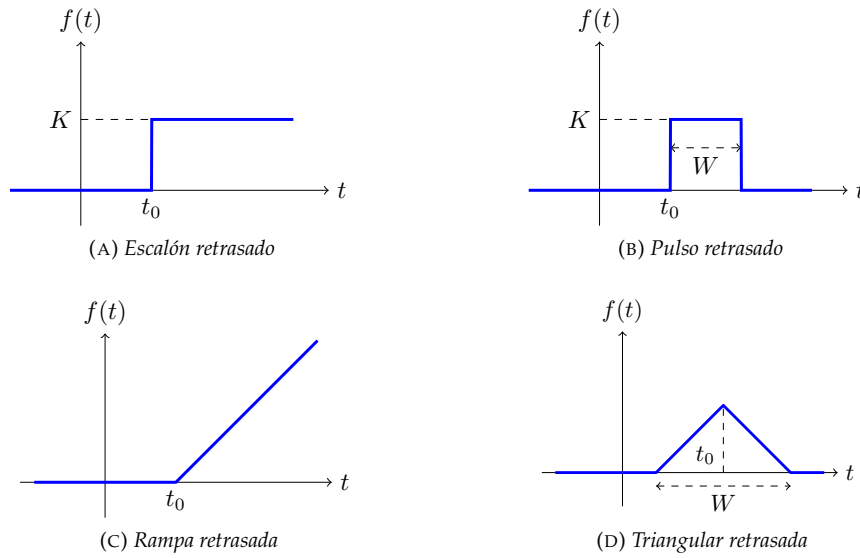 f(t)
K
t
t₀
(A) Escalón retrasado
f(t)
K
W
t
t₀
(B) Pulso retrasado
f(t)
t
t₀
(C) Rampa retrasada
f(t)
t₀
t
W
(D) Triangular retrasada